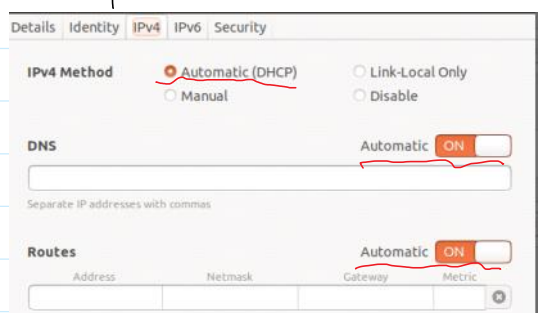 Details Identity IPv4 IPv6 Security
IPv4 Method Automatic (DHCP) Link-Local Only
Manual Disable
DNS Automatic ON
Separate IP addresses with commas
Routes Automatic ON
Address Netmask Gateway Metric